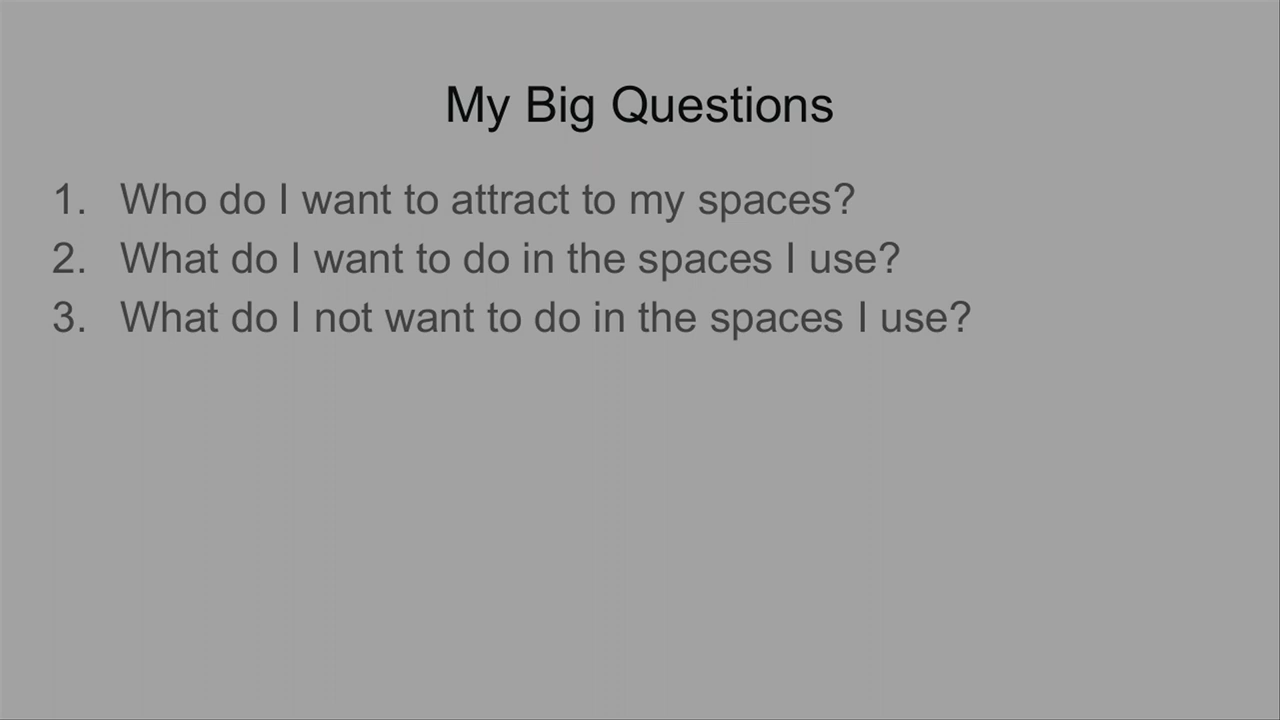 My Big Questions
1. Who do I want to attract to my spaces?
2. What do I want to do in the spaces I use?
3. What do I not want to do in the spaces I use?